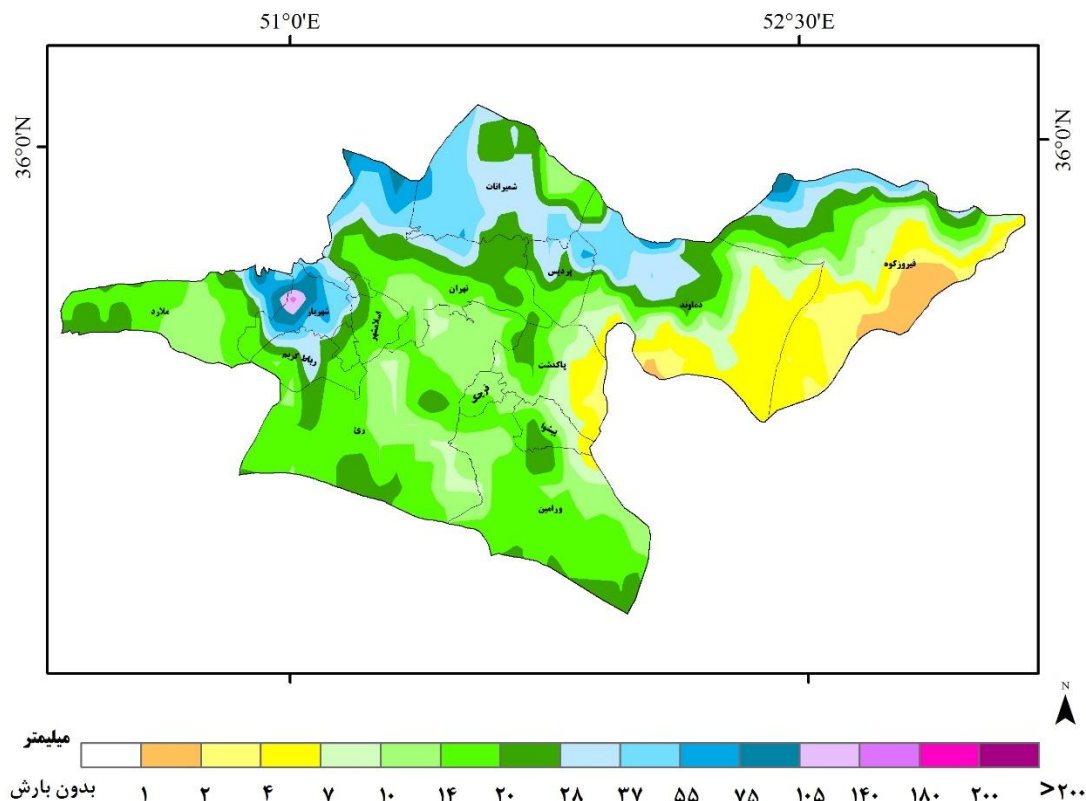 51°0'E 52°30'E
36°0'N 36°0'N
شمیرانات
فیروزکوه
پردیس
تهران
دماوند
ملارد
شهریار
اسلامشهر
رباط کریم
پاکدشت
قرچک
ری
پیشوا
ورامین
N
میلیمتر
بدون بارش ۱ ۲ ۴ ۷ ۱۰ ۱۴ ۲۰ ۲۸ ۳۷ ۵۵ ۷۵ ۱۰۵ ۱۴۰ ۱۸۰ ۲۰۰ >۲۰۰